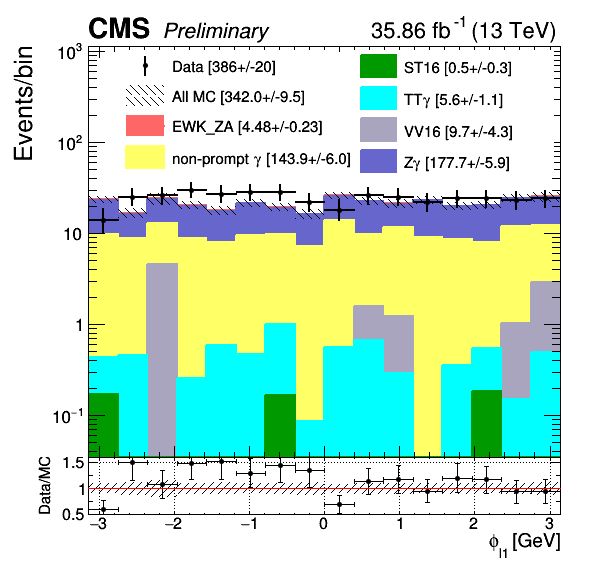 CMS Preliminary 35.86 fb⁻¹ (13 TeV)
Events/bin
10³
10²
10
1
10⁻¹
Data [386+/-20]
All MC [342.0+/-9.5]
EWK_ZA [4.48+/-0.23]
non-prompt γ [143.9+/-6.0]
ST16 [0.5+/-0.3]
TTγ [5.6+/-1.1]
VV16 [9.7+/-4.3]
Zγ [177.7+/-5.9]
Data/MC
1.5
1
0.5
−3 −2 −1 0 1 2 3
ϕ_l1 [GeV]